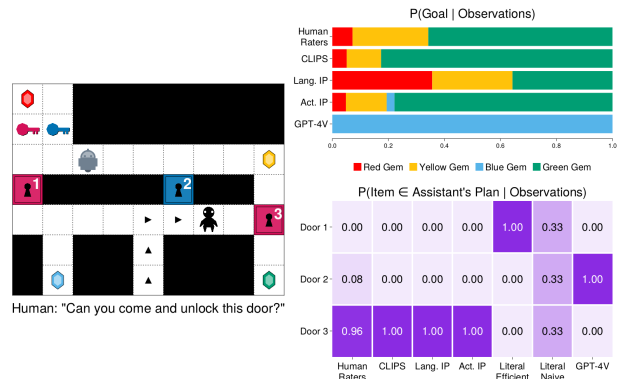 1
2
3
Human: "Can you come and unlock this door?"
P(Goal | Observations)
Human
Raters
CLIPS
Lang. IP
Act. IP
GPT-4V
0.0 0.2 0.4 0.6 0.8 1.0
Red Gem Yellow Gem Blue Gem Green Gem
P(Item ∈ Assistant's Plan | Observations)
Door 1 0.00 0.00 0.00 0.00 1.00 0.33 0.00
Door 2 0.08 0.00 0.00 0.00 0.00 0.33 1.00
Door 3 0.96 1.00 1.00 1.00 0.00 0.33 0.00
Human CLIPS Lang. IP Act. IP Literal Literal GPT-4V
Raters Efficient Naive